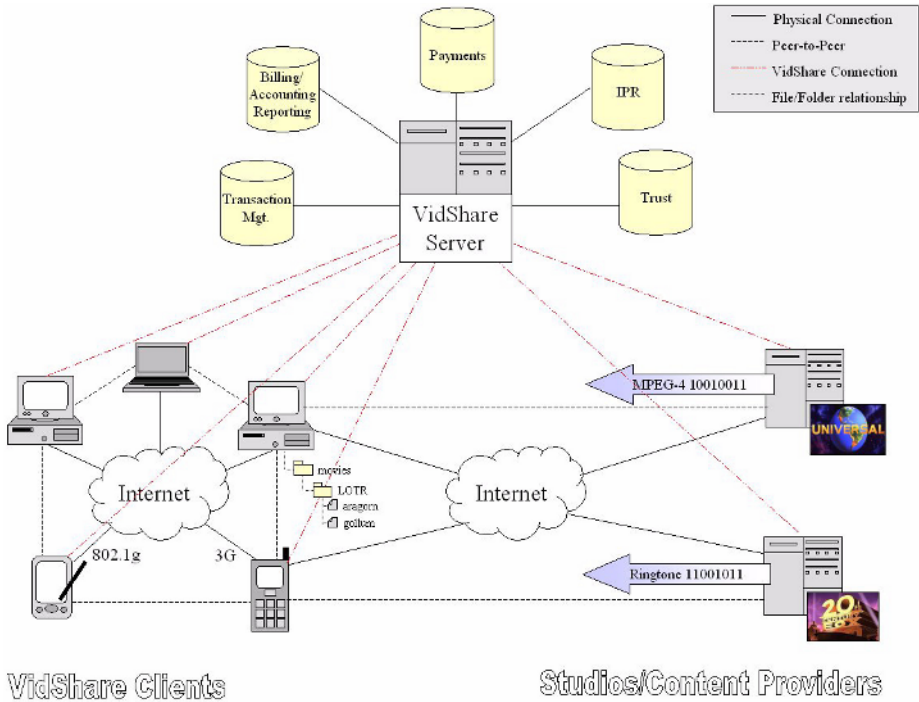 Physical Connection
Peer-to-Peer
VidShare Connection
File/Folder relationship
Payments
Billing/
Accounting
Reporting
IPR
Transaction
Mgt.
Trust
VidShare
Server
MPEG-4 10010011
UNIVERSAL
movies
LOTR
aragorn
gollum
Internet
Internet
802.1g
3G
Ringtone 11001011
20
FOX
VidShare Clients
Studios/Content Providers